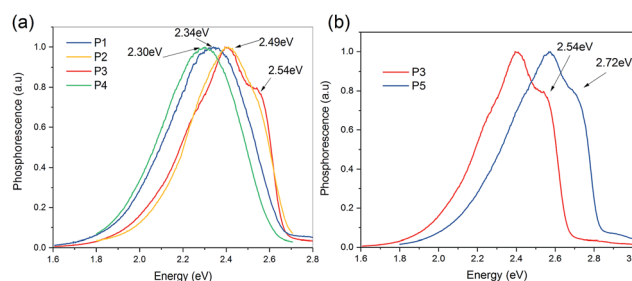 (a)
P1
P2
P3
P4
2.34eV
2.30eV
2.49eV
2.54eV
Phosphorescence (a.u)
1.0
0.8
0.6
0.4
0.2
0.0
1.6 1.8 2.0 2.2 2.4 2.6 2.8
Energy (eV)
(b)
P3
P5
2.54eV
2.72eV
Phosphorescence (a.u)
1.0
0.8
0.6
0.4
0.2
0.0
1.6 1.8 2.0 2.2 2.4 2.6 2.8
Energy (eV)